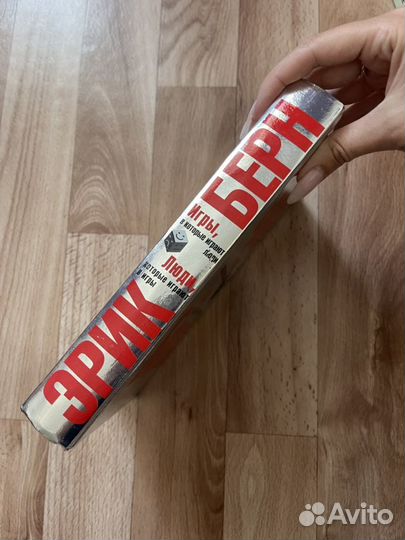 ЭРИК БЕРН
Игры,
в которые играют
люди
Люди,
которые играют
в игры
Avito